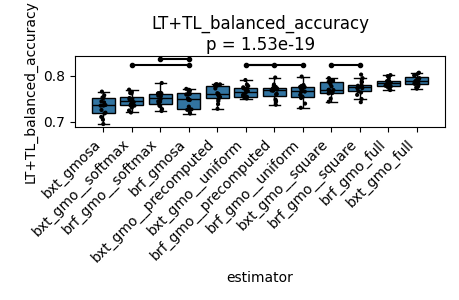 LT+TL_balanced_accuracy
p = 1.53e-19
LT+TL_balanced_accuracy
0.8
0.7
bxt_gmosa
bxt_gmo__softmax
brf_gmo__softmax
brf_gmosa
bxt_gmo__precomputed
bxt_gmo__uniform
brf_gmo__precomputed
brf_gmo__uniform
bxt_gmo__square
brf_gmo__square
brf_gmo_full
bxt_gmo_full
estimator